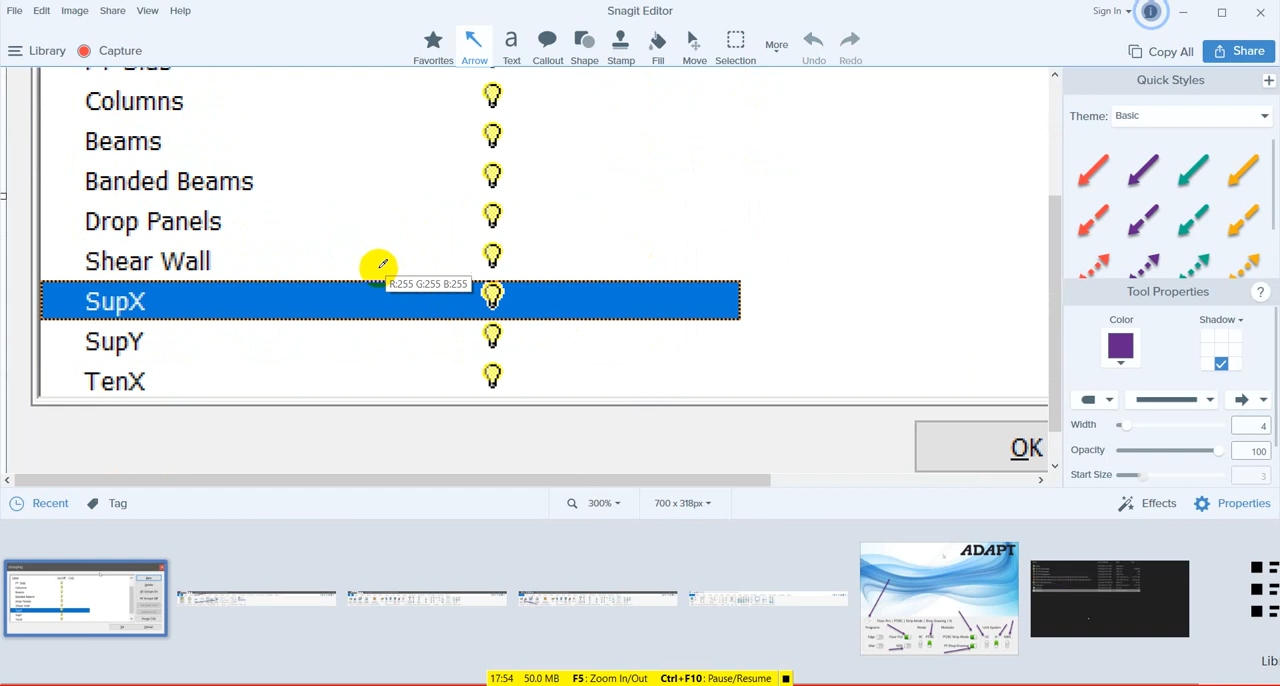 File Edit Image Share View Help
Snagit Editor
Sign In
Library Capture
Favorites Arrow Text Callout Shape Stamp Fill Move Selection More Undo Redo
Copy All Share
Columns
Beams
Banded Beams
Drop Panels
Shear Wall
R:255 G:255 B:255
SupX
SupY
TenX
OK
Quick Styles
Theme: Basic
Tool Properties ?
Color Shadow
Width 4
Opacity 100
Start Size 3
Recent Tag
300% 700 x 318px
Effects Properties
ADAPT
Lib
17:54 50.0 MB F5: Zoom In/Out Ctrl+F10: Pause/Resume